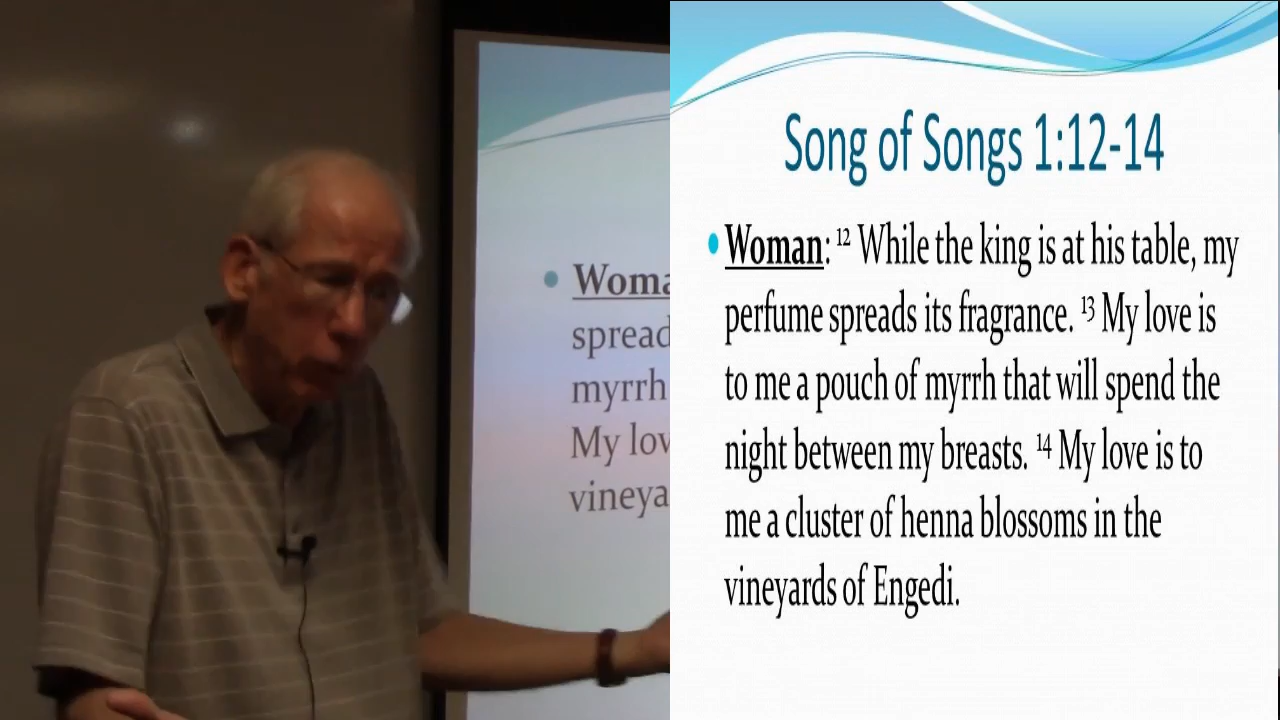 Woma
spread
myrrh
My lov
vineya
Song of Songs 1:12-14
• Woman: ¹² While the king is at his table, my
perfume spreads its fragrance. ¹³ My love is
to me a pouch of myrrh that will spend the
night between my breasts. ¹⁴ My love is to
me a cluster of henna blossoms in the
vineyards of Engedi.